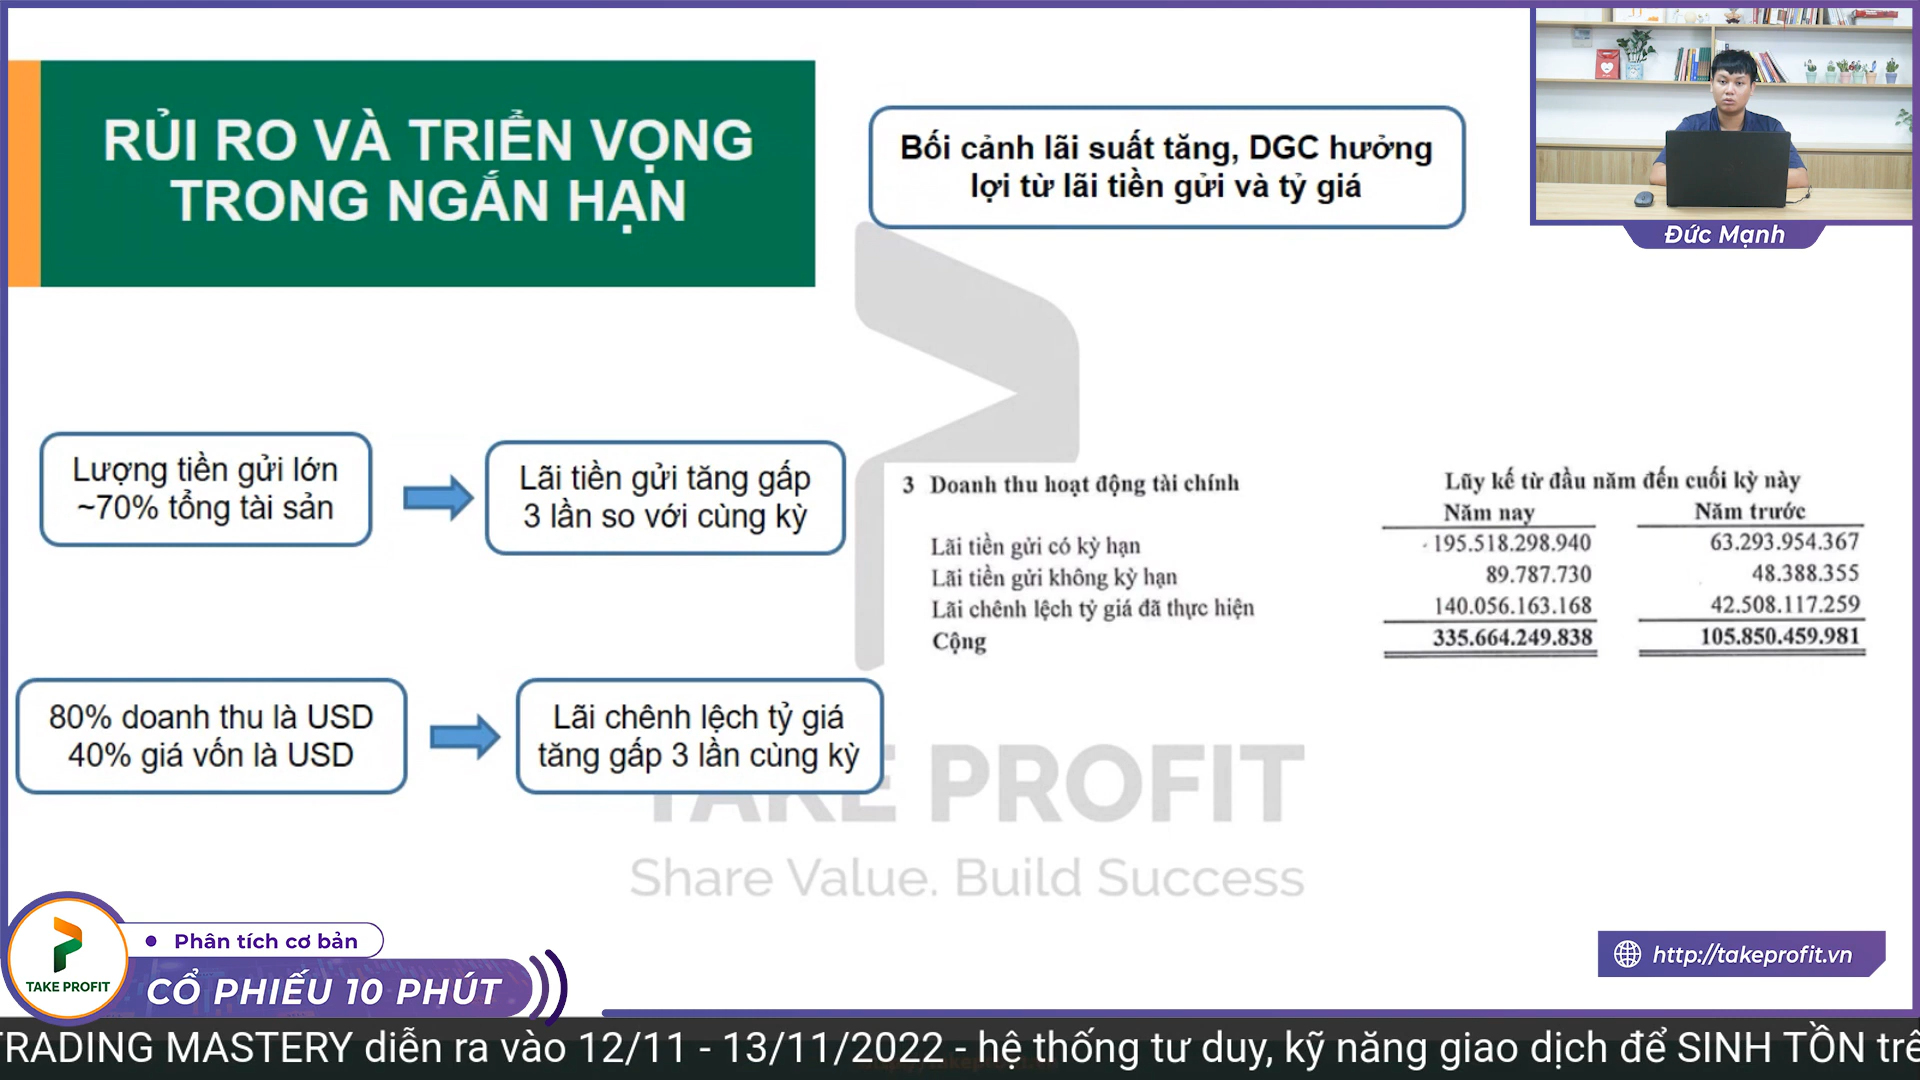 RỦI RO VÀ TRIỂN VỌNG
TRONG NGẮN HẠN
Bối cảnh lãi suất tăng, DGC hưởng
lợi từ lãi tiền gửi và tỷ giá
Đức Mạnh
Lượng tiền gửi lớn
~70% tổng tài sản
Lãi tiền gửi tăng gấp
3 lần so với cùng kỳ
3 Doanh thu hoạt động tài chính
Lũy kế từ đầu năm đến cuối kỳ này
Năm nay Năm trước
Lãi tiền gửi có kỳ hạn 195.518.298.940 63.293.954.367
Lãi tiền gửi không kỳ hạn 89.787.730 48.388.355
Lãi chênh lệch tỷ giá đã thực hiện 140.056.163.168 42.508.117.259
Cộng 335.664.249.838 105.850.459.981
80% doanh thu là USD
40% giá vốn là USD
Lãi chênh lệch tỷ giá
tăng gấp 3 lần cùng kỳ
TAKE PROFIT
Share Value. Build Success
TAKE PROFIT
• Phân tích cơ bản
CỔ PHIẾU 10 PHÚT
http://takeprofit.vn
TRADING MASTERY diễn ra vào 12/11 - 13/11/2022 - hệ thống tư duy, kỹ năng giao dịch để SINH TỒN trê